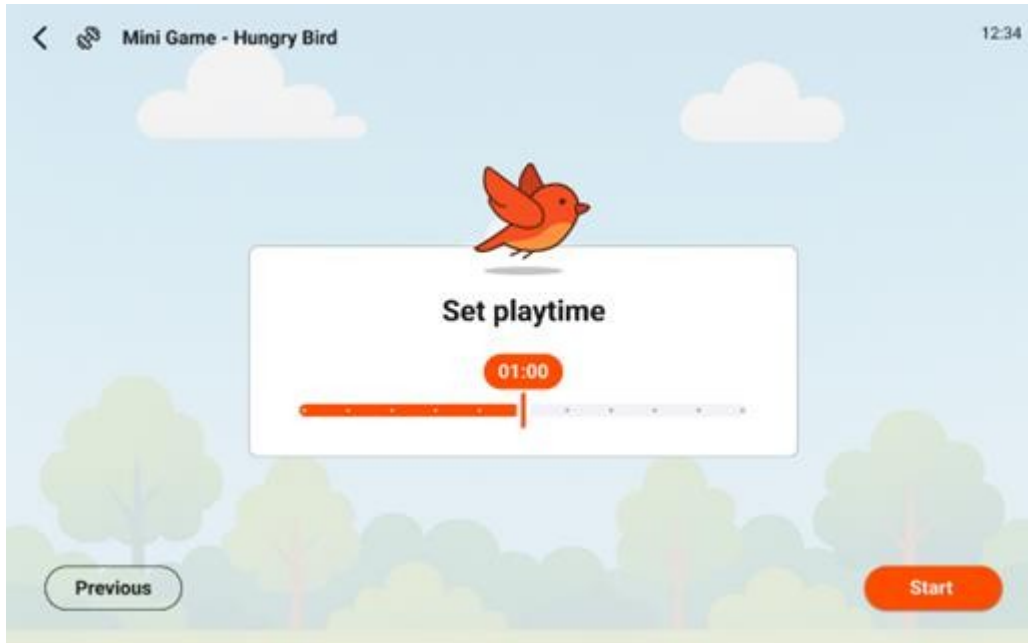 Mini Game - Hungry Bird
12:34
Set playtime
01:00
Previous
Start